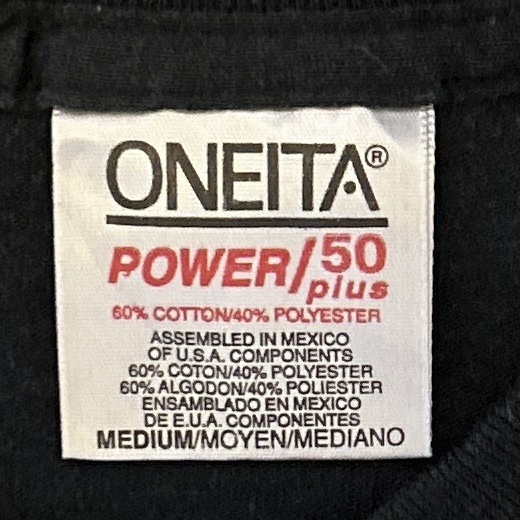 ONEITA®
POWER/50
plus
60% COTTON/40% POLYESTER
ASSEMBLED IN MEXICO
OF U.S.A. COMPONENTS
60% COTON/40% POLYESTER
60% ALGODON/40% POLIESTER
ENSAMBLADO EN MEXICO
DE E.U.A. COMPONENTES
MEDIUM/MOYEN/MEDIANO